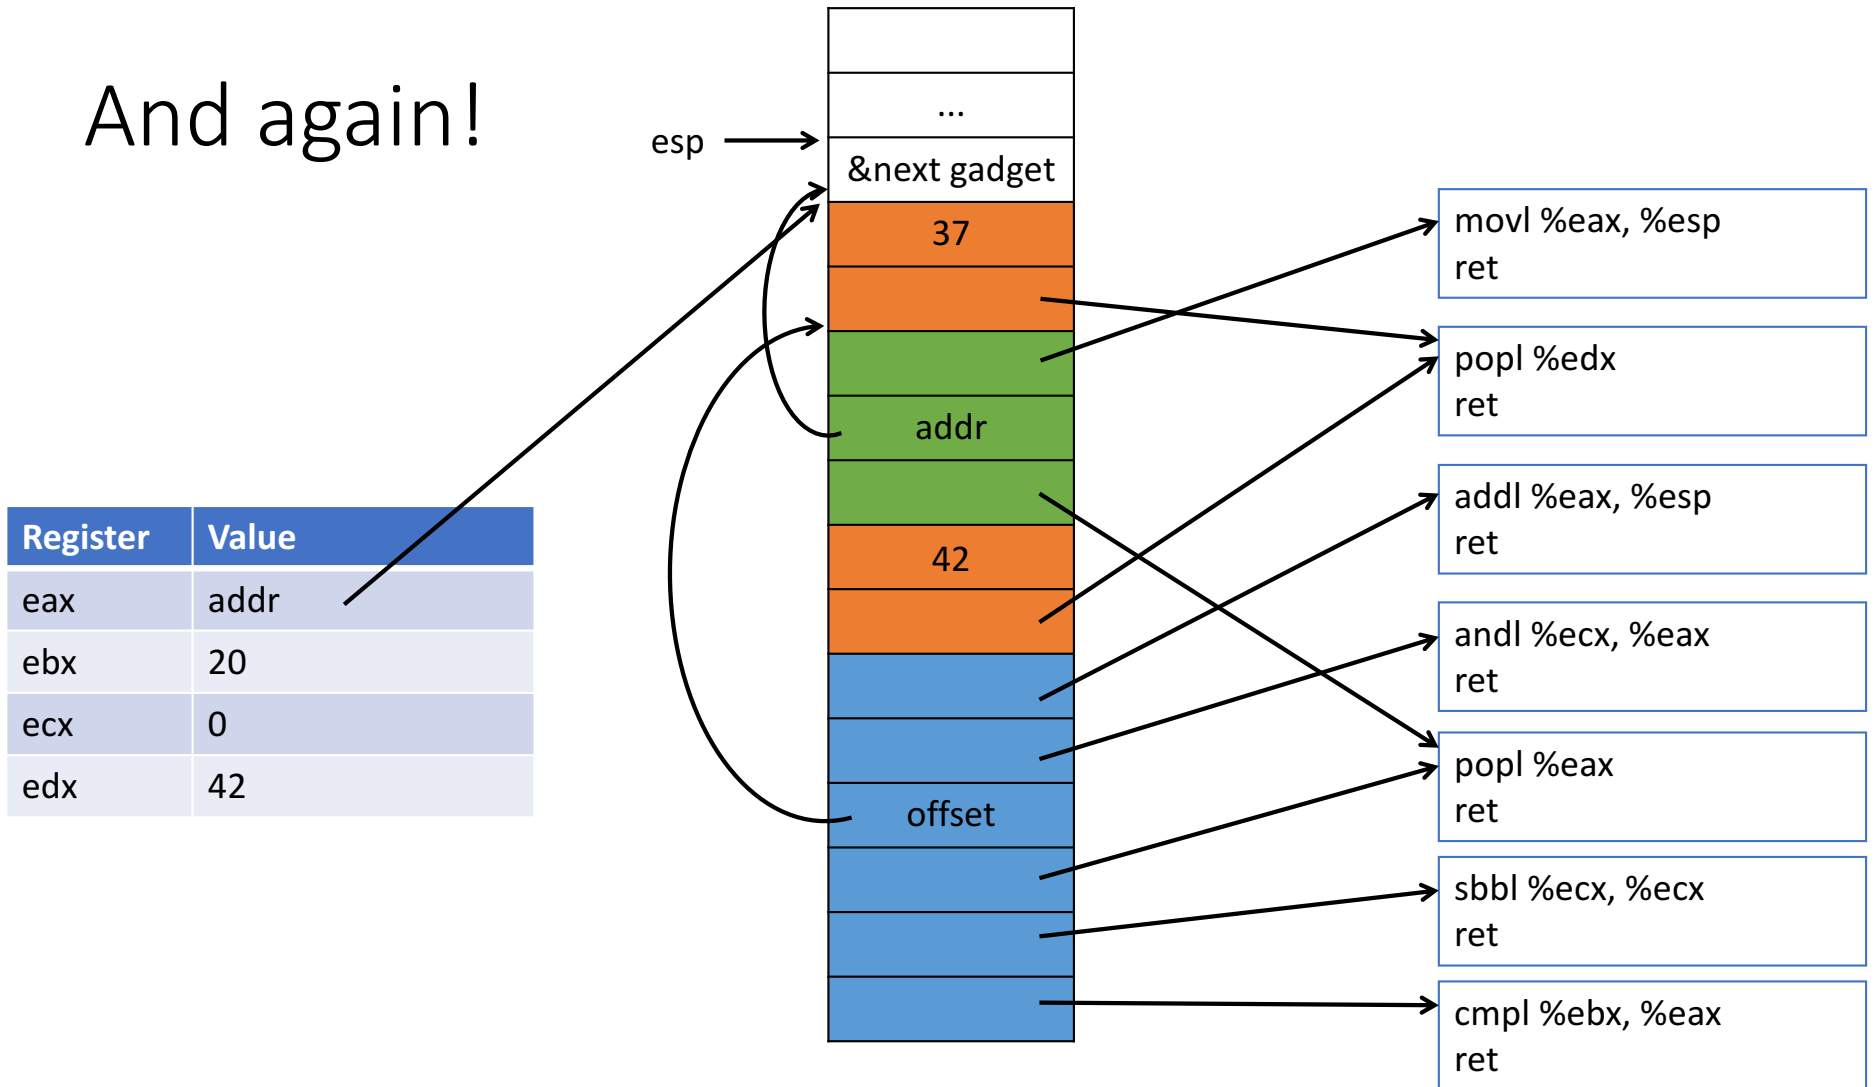 And again!
esp
...
&next gadget
37
addr
42
offset
Register Value
eax addr
ebx 20
ecx 0
edx 42
movl %eax, %esp
ret
popl %edx
ret
addl %eax, %esp
ret
andl %ecx, %eax
ret
popl %eax
ret
sbbl %ecx, %ecx
ret
cmpl %ebx, %eax
ret